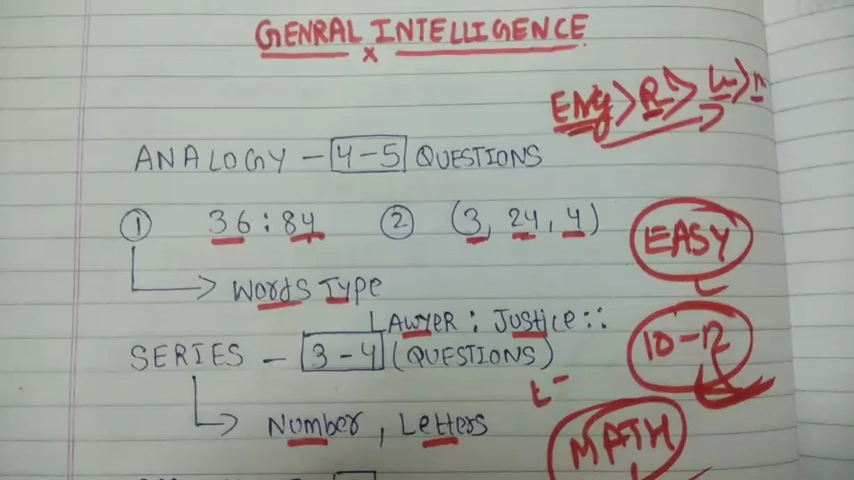 GENRAL INTELLIGENCE
x
ENG > R > >
ANALOGY - 4-5 QUESTIONS
① 36 : 84 ② (3, 24, 4)
EASY
Words Type
LAWYER : Justice ::
10-12
SERIES - 3-4 (QUESTIONS)
Number, Letters
MATH